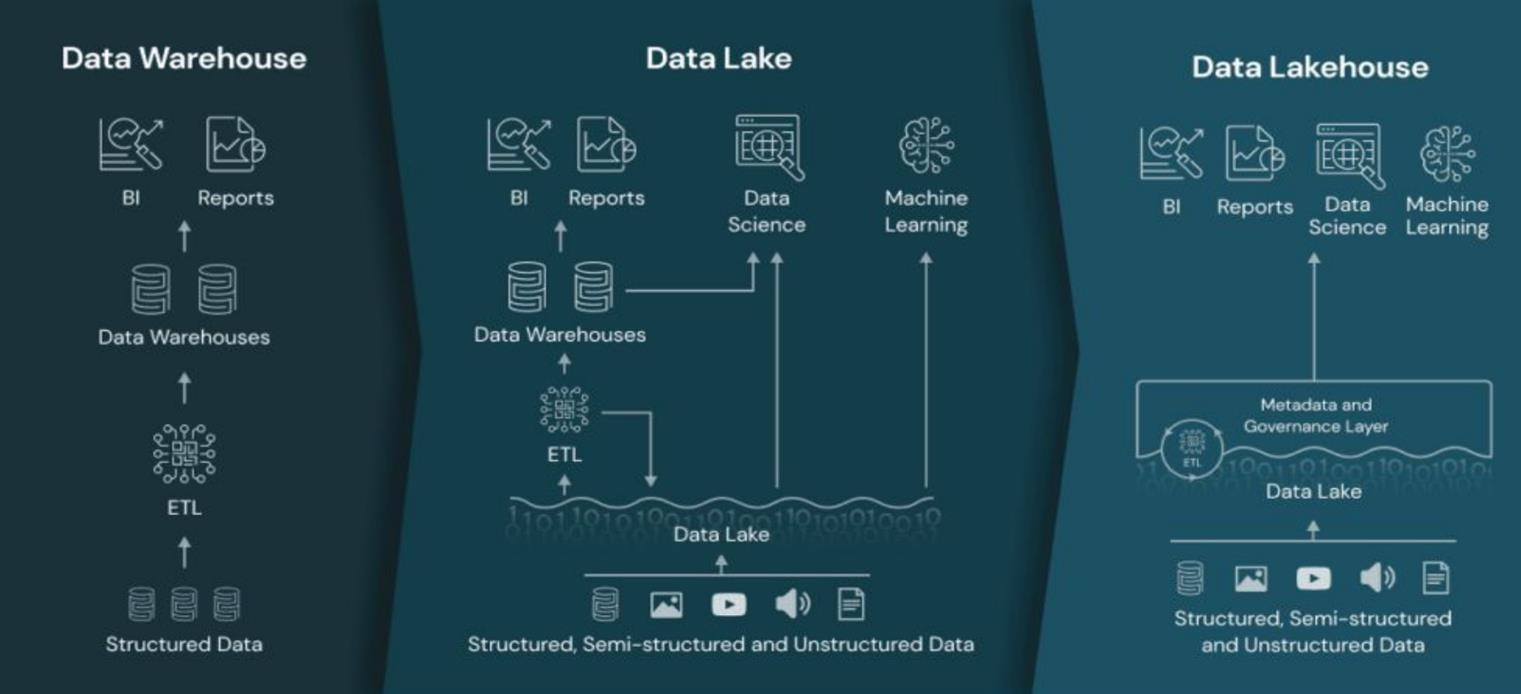 Data Warehouse
BI
Reports
Data Warehouses
ETL
Structured Data
Data Lake
BI
Reports
Data
Science
Machine
Learning
Data Warehouses
ETL
Data Lake
Structured, Semi-structured and Unstructured Data
Data Lakehouse
BI
Reports
Data
Science
Machine
Learning
Metadata and
Governance Layer
ETL
Data Lake
Structured, Semi-structured
and Unstructured Data